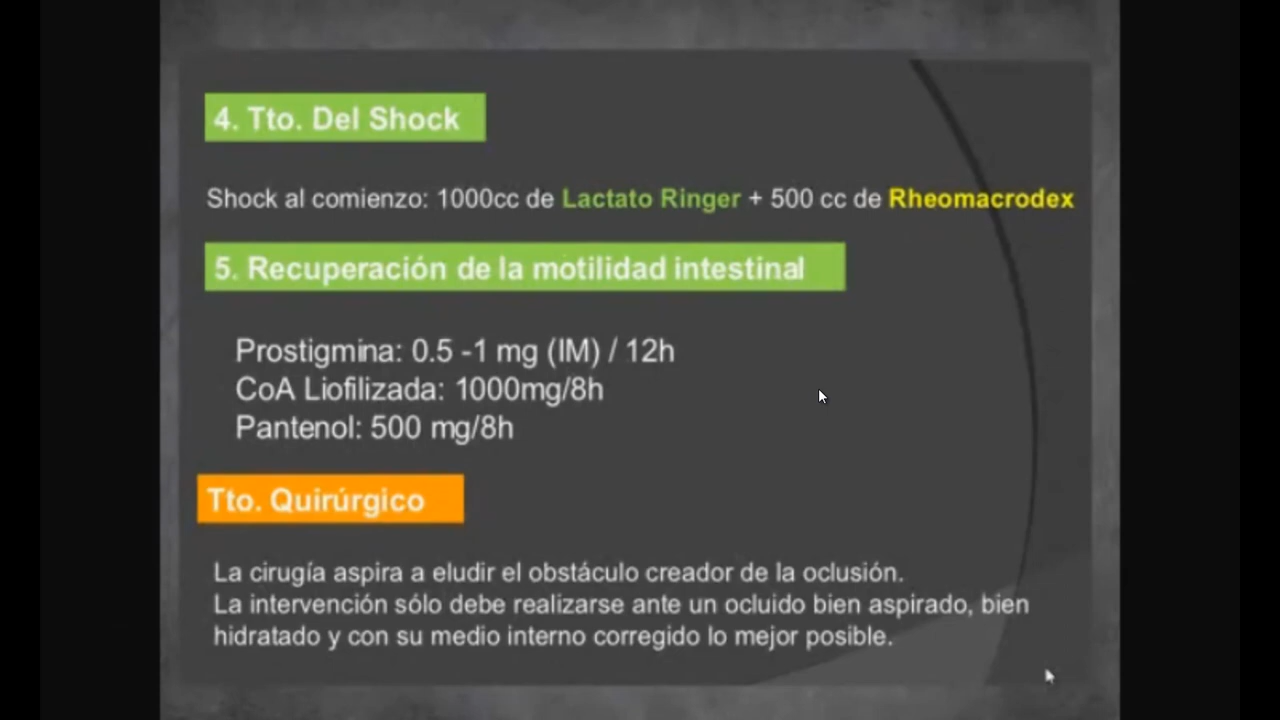 4. Tto. Del Shock
Shock al comienzo: 1000cc de Lactato Ringer + 500 cc de Rheomacrodex
5. Recuperación de la motilidad intestinal
Prostigmina: 0.5 -1 mg (IM) / 12h
CoA Liofilizada: 1000mg/8h
Pantenol: 500 mg/8h
Tto. Quirúrgico
La cirugía aspira a eludir el obstáculo creador de la oclusión.
La intervención sólo debe realizarse ante un ocluido bien aspirado, bien
hidratado y con su medio interno corregido lo mejor posible.